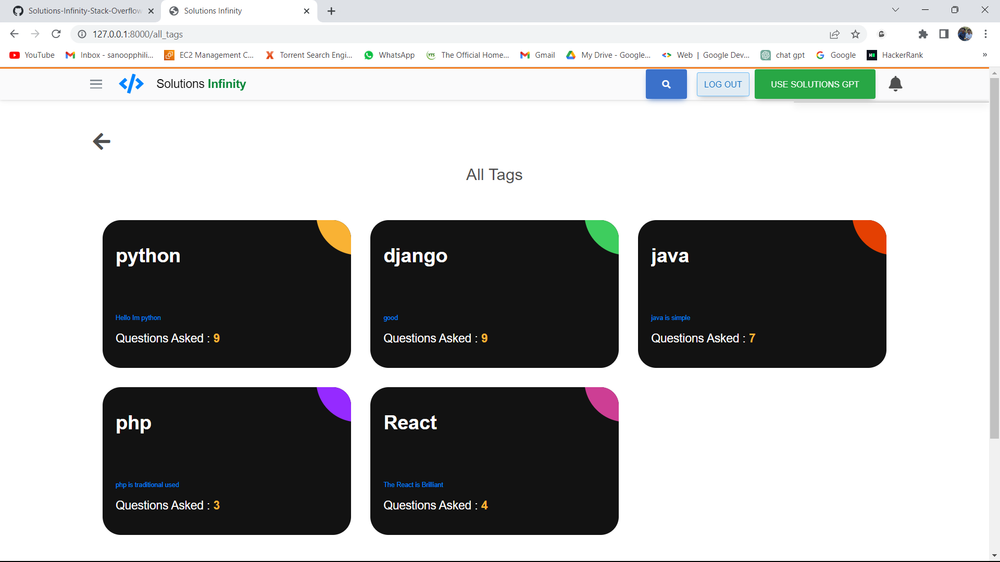 Solutions-Infinity-Stack-Overflow
Solutions Infinity
127.0.0.1:8000/all_tags
YouTube
Inbox - sanoopphili...
EC2 Management C...
Torrent Search Engi...
WhatsApp
YTS
The Official Home...
Gmail
My Drive - Google...
Web | Google Dev...
chat gpt
Google
HackerRank
»
</> Solutions Infinity
LOG OUT
USE SOLUTIONS GPT
All Tags
python
Hello Im python
Questions Asked : 9
django
good
Questions Asked : 9
java
java is simple
Questions Asked : 7
php
php is traditional used
Questions Asked : 3
React
The React is Brilliant
Questions Asked : 4